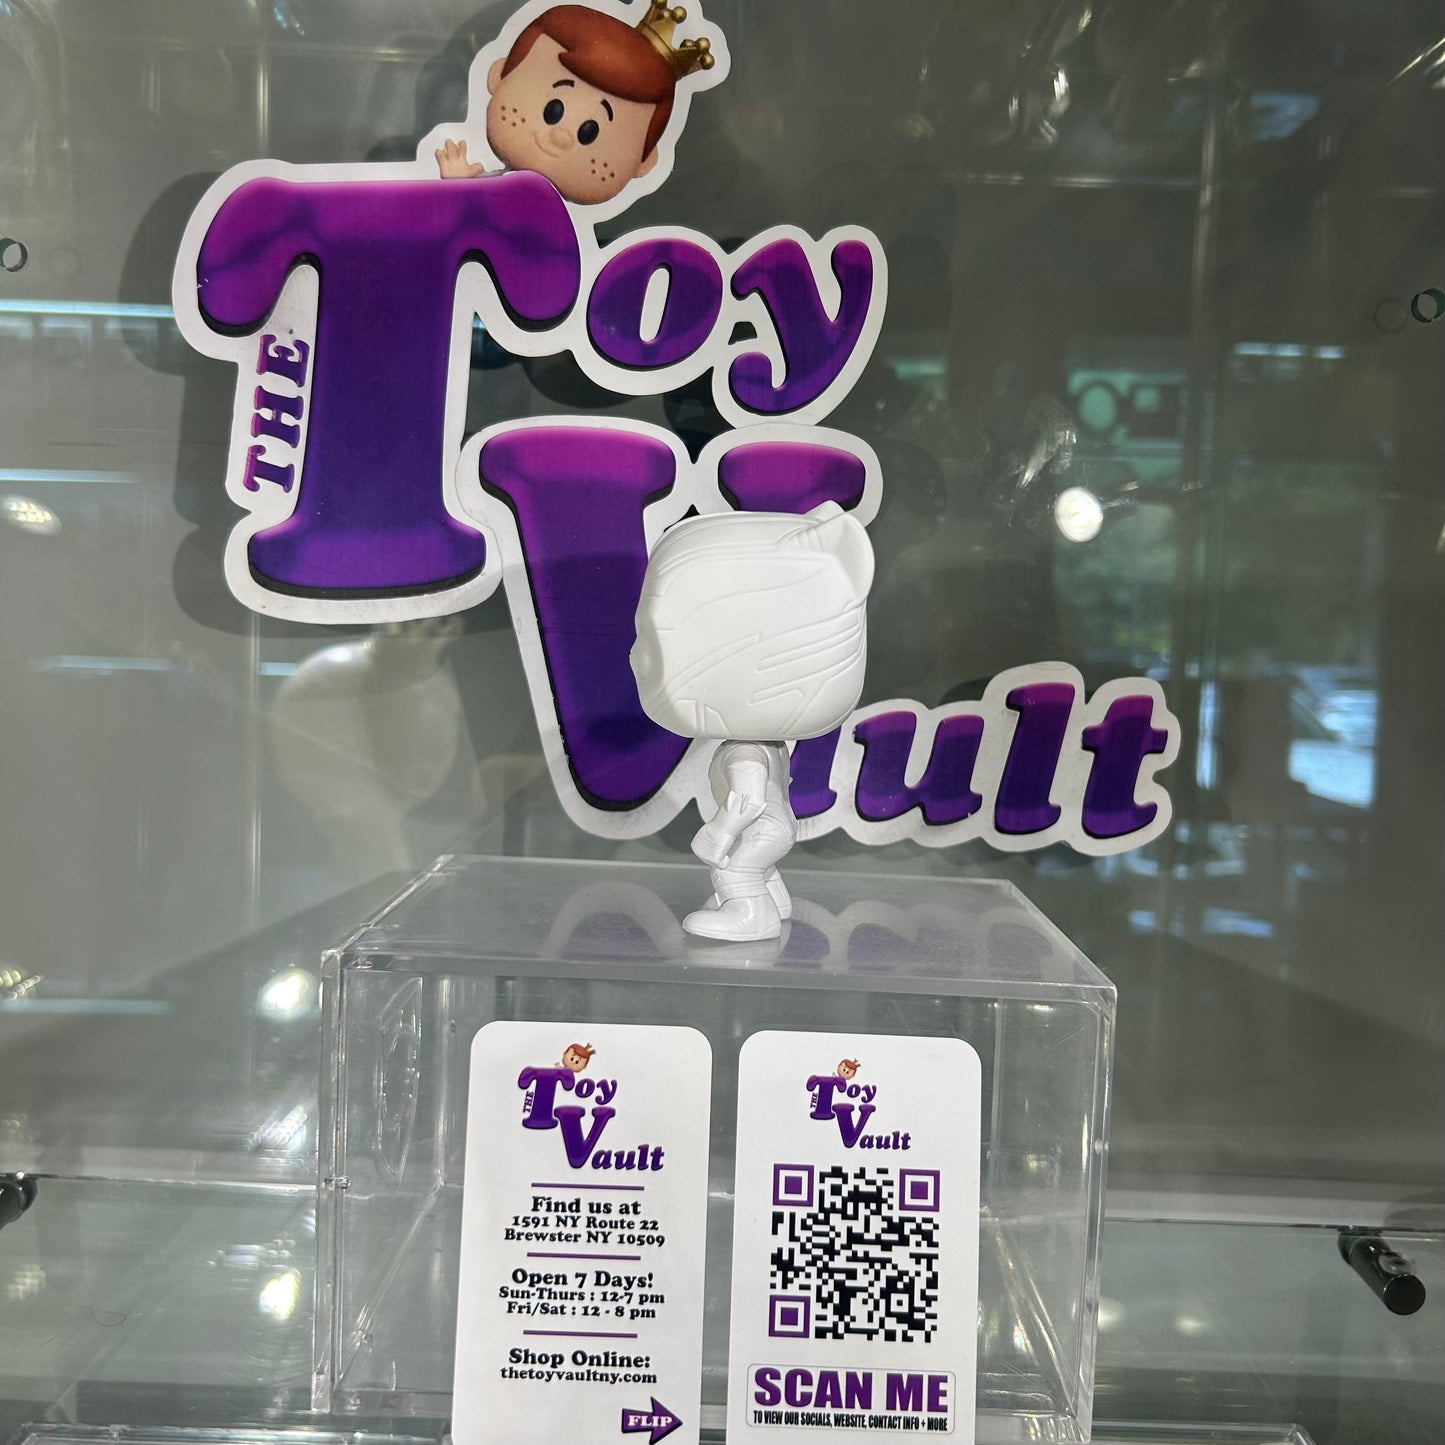 THE Toy
Vault
THE Toy
Vault
Find us at
1591 NY Route 22
Brewster NY 10509
Open 7 Days!
Sun-Thurs : 12-7 pm
Fri/Sat : 12 - 8 pm
Shop Online:
thetoyvaultny.com
FLIP
THE Toy
Vault
SCAN ME
TO VIEW OUR SOCIALS, WEBSITE, CONTACT INFO + MORE